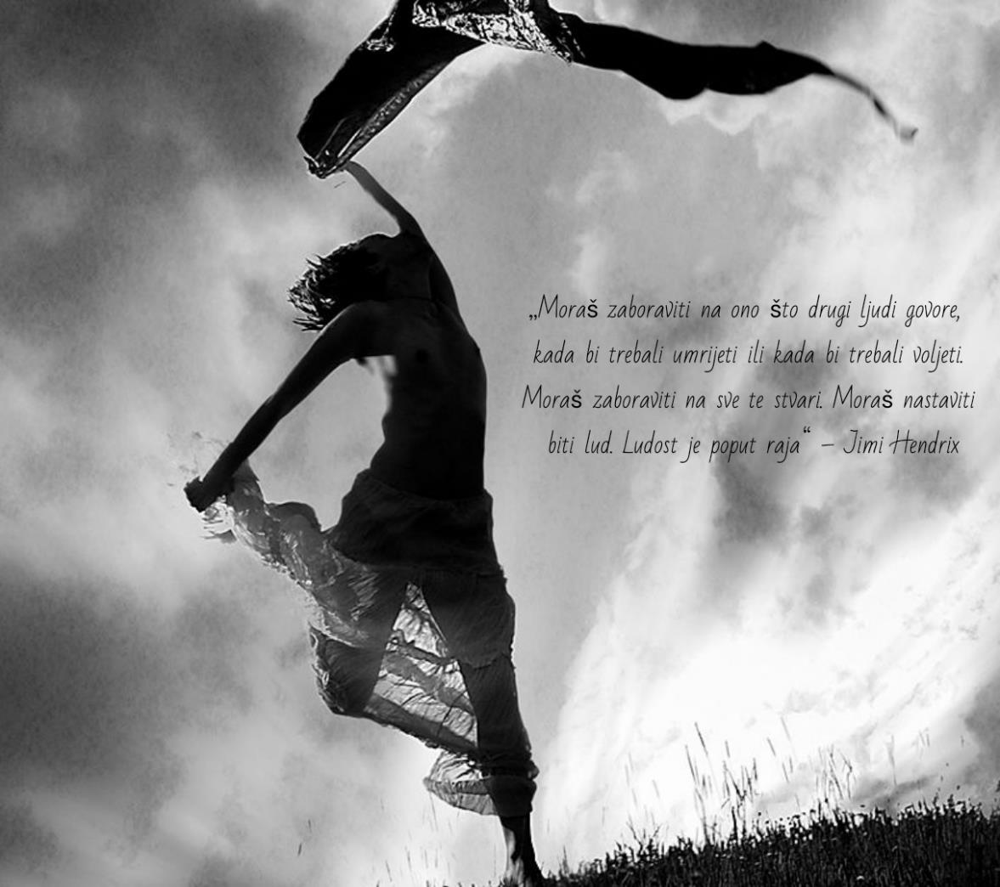 „Moraš zaboraviti na ono što drugi ljudi govore,
kada bi trebali umrijeti ili kada bi trebali voljeti.
Moraš zaboraviti na sve te stvari. Moraš nastaviti
biti lud. Ludost je poput raja“ – Jimi Hendrix